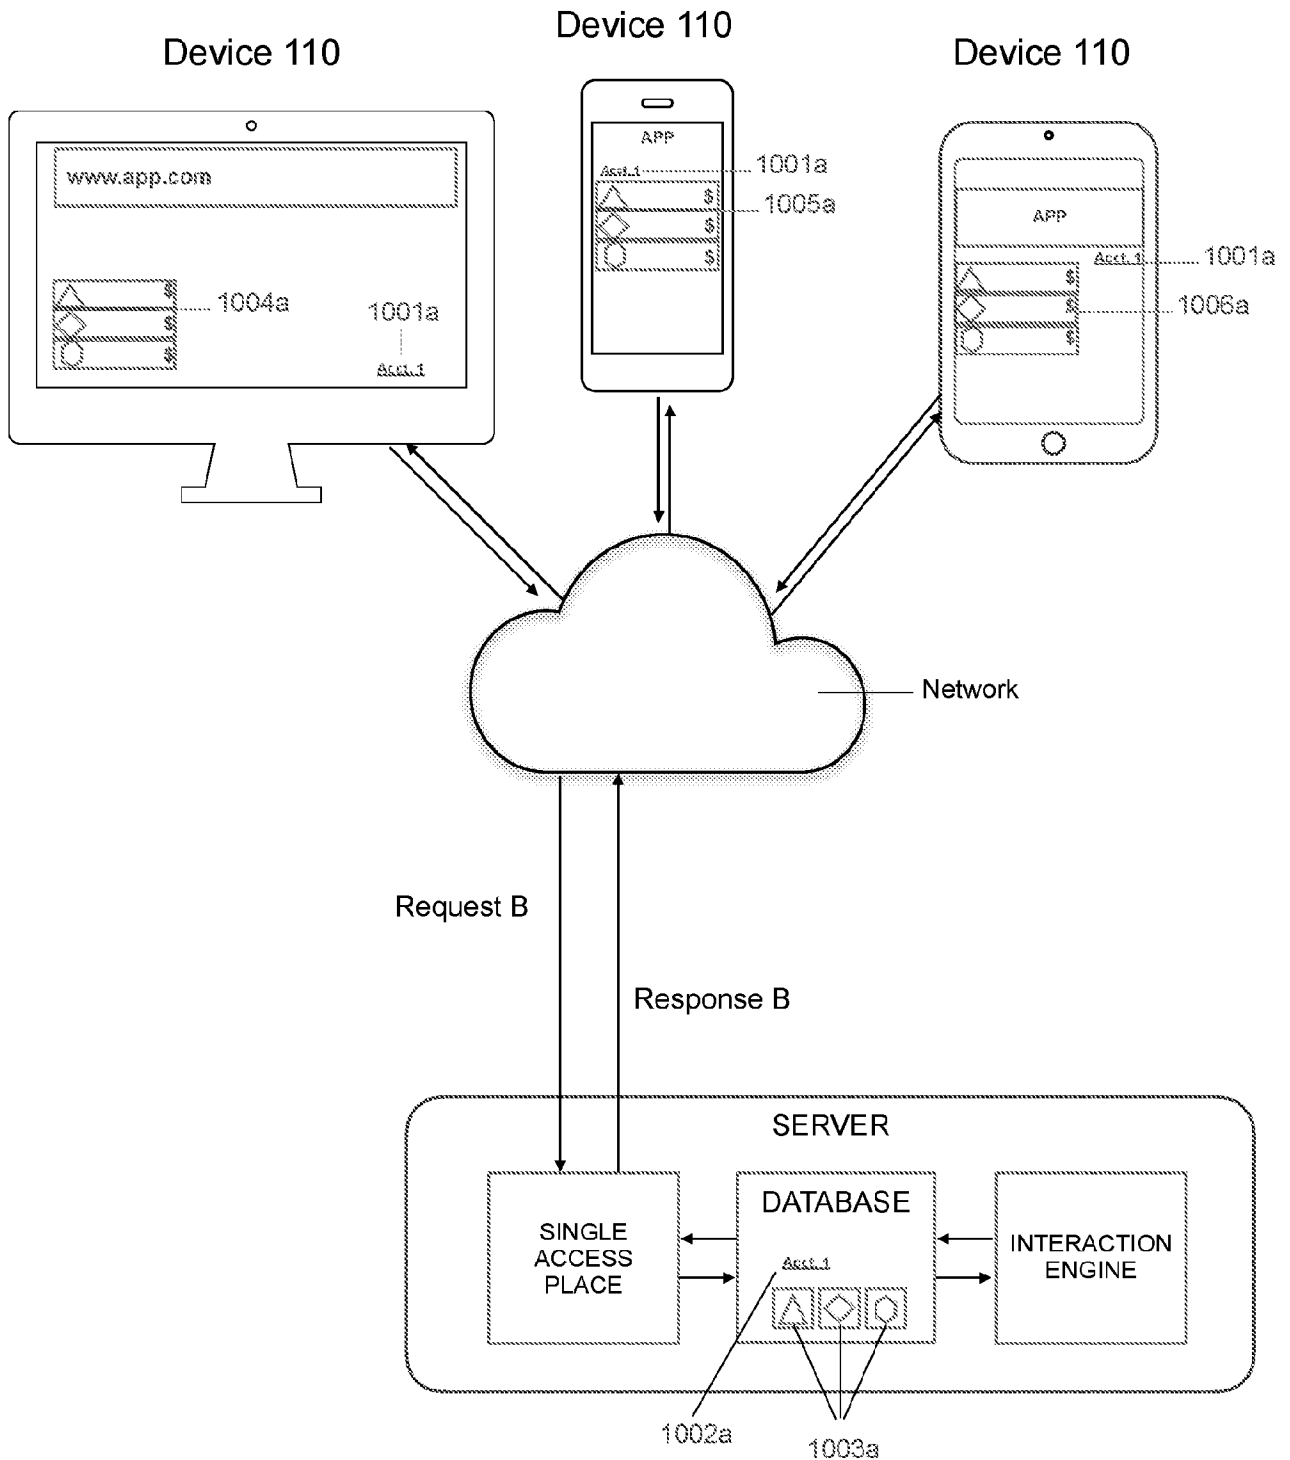 Device 110
Device 110
Device 110
www.app.com
$
$
$
1004a
1001a
Acct. 1
APP
Acct. 1
1001a
$
$
$
1005a
APP
Acct. 1
1001a
$
$
$
1006a
Network
Request B
Response B
SERVER
SINGLE
ACCESS
PLACE
DATABASE
Acct. 1
INTERACTION
ENGINE
1002a
1003a